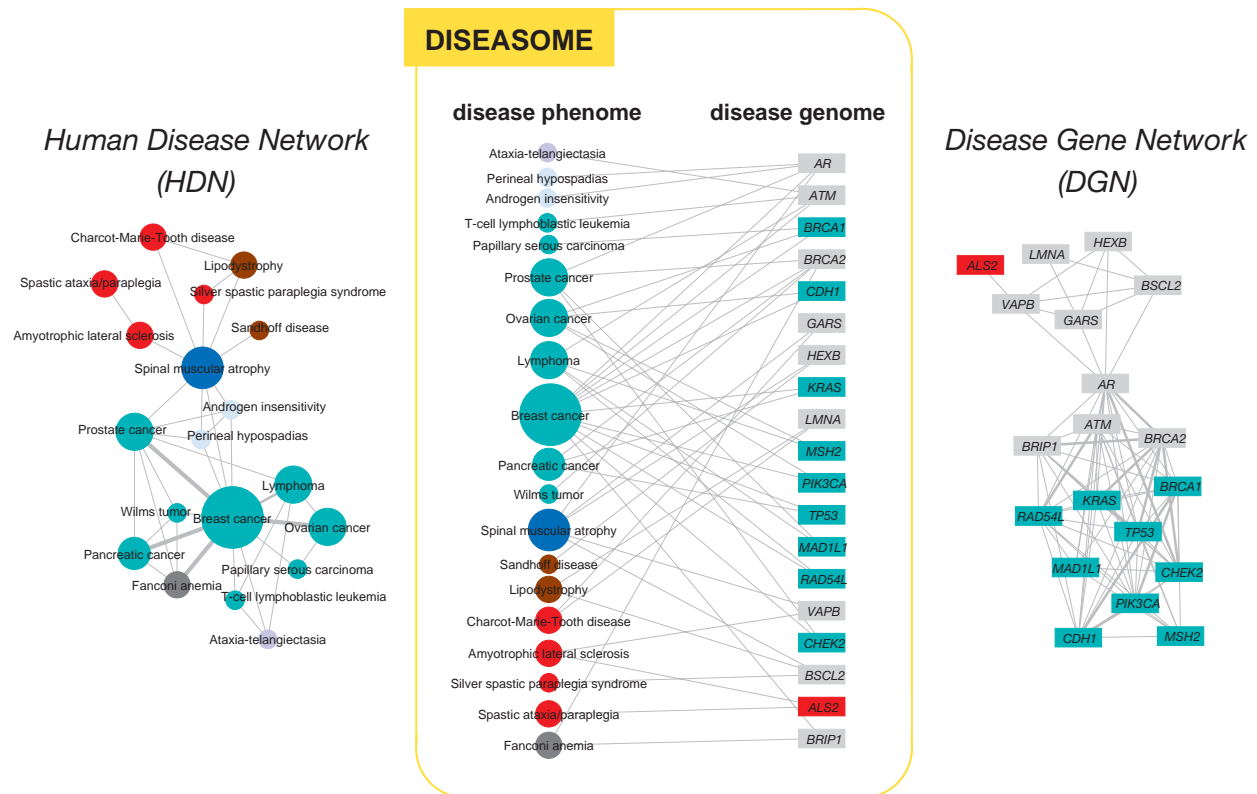 DISEASOME
Human Disease Network
(HDN)
Charcot-Marie-Tooth disease
Lipodystrophy
Spastic ataxia/paraplegia
Silver spastic paraplegia syndrome
Amyotrophic lateral sclerosis
Sandhoff disease
Spinal muscular atrophy
Androgen insensitivity
Prostate cancer
Perineal hypospadias
Lymphoma
Wilms tumor
Breast cancer
Ovarian cancer
Pancreatic cancer
Papillary serous carcinoma
Fanconi anemia
T-cell lymphoblastic leukemia
Ataxia-telangiectasia
disease phenome
Ataxia-telangiectasia
Perineal hypospadias
Androgen insensitivity
T-cell lymphoblastic leukemia
Papillary serous carcinoma
Prostate cancer
Ovarian cancer
Lymphoma
Breast cancer
Pancreatic cancer
Wilms tumor
Spinal muscular atrophy
Sandhoff disease
Lipodystrophy
Charcot-Marie-Tooth disease
Amyotrophic lateral sclerosis
Silver spastic paraplegia syndrome
Spastic ataxia/paraplegia
Fanconi anemia
disease genome
AR
ATM
BRCA1
BRCA2
CDH1
GARS
HEXB
KRAS
LMNA
MSH2
PIK3CA
TP53
MAD1L1
RAD54L
VAPB
CHEK2
BSCL2
ALS2
BRIP1
Disease Gene Network
(DGN)
HEXB
LMNA
ALS2
BSCL2
VAPB
GARS
AR
ATM
BRIP1
BRCA2
BRCA1
KRAS
RAD54L
TP53
MAD1L1
CHEK2
PIK3CA
CDH1
MSH2